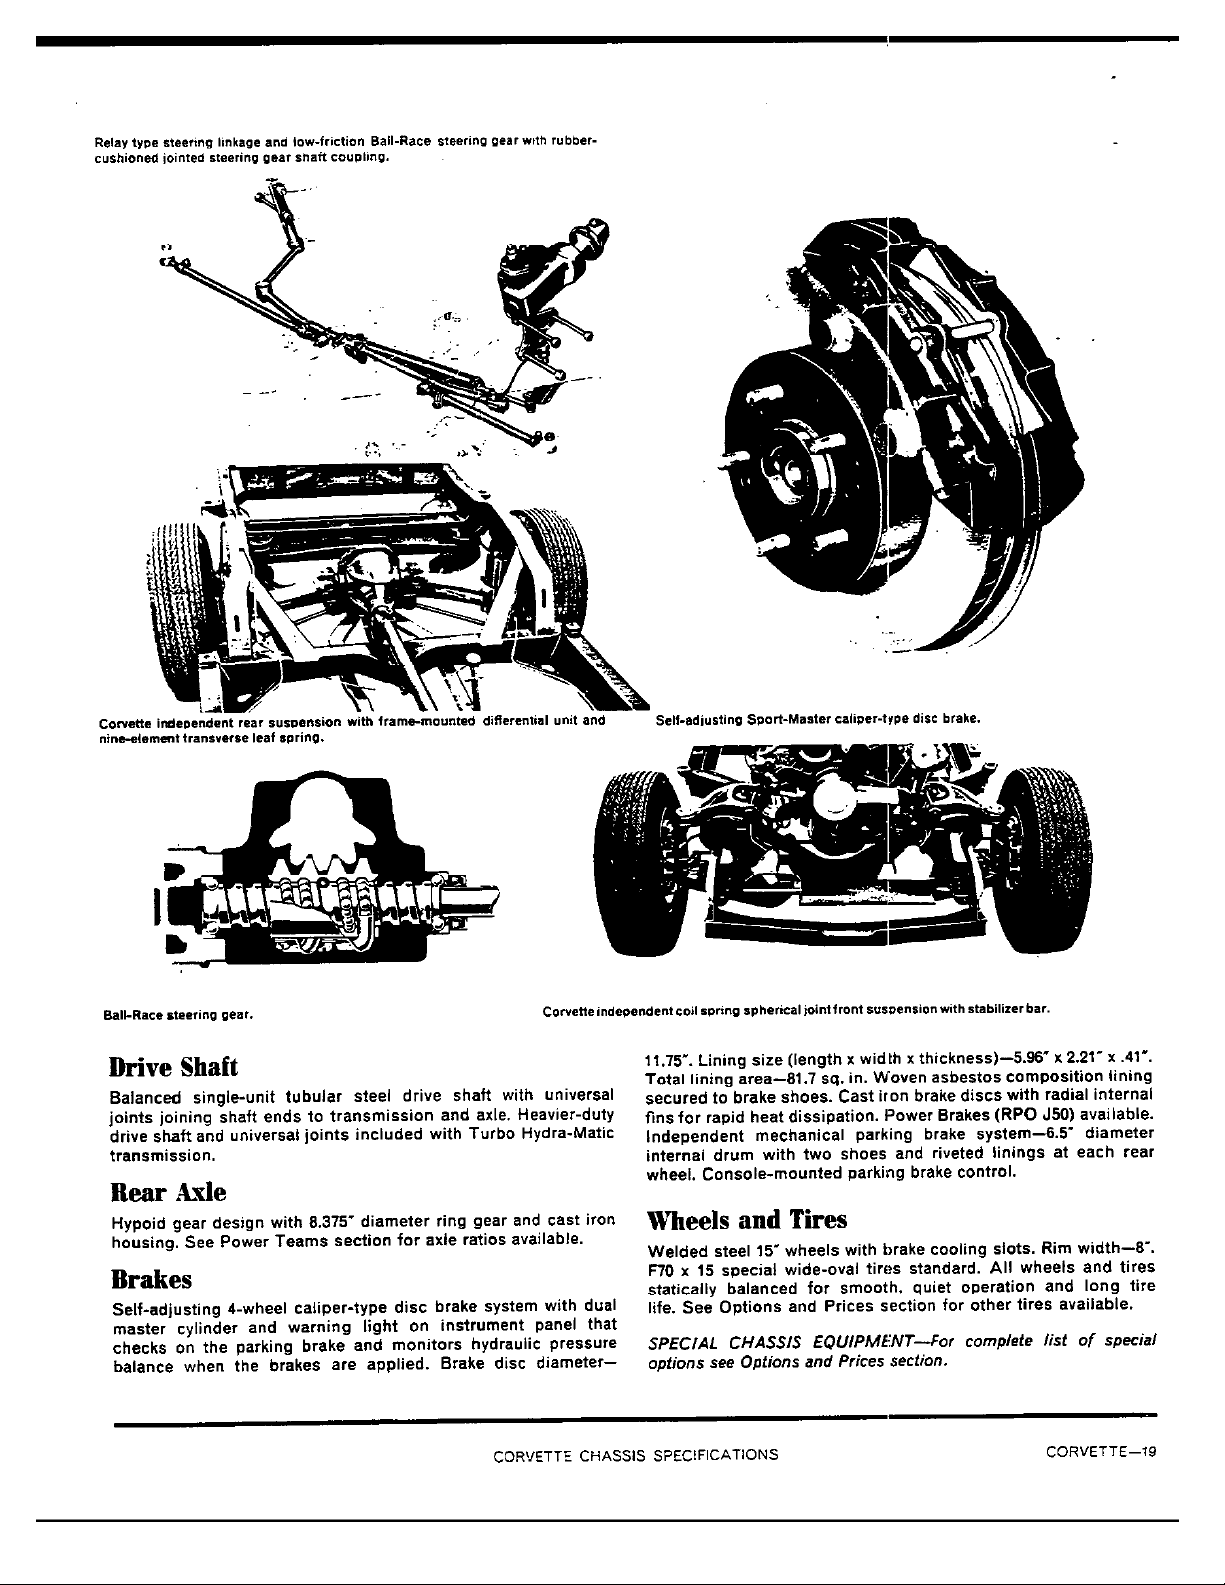 Relay type steering linkage and low-friction Ball-Race steering gear with rubber-
cushioned jointed steering gear shaft coupling.
Corvette independent rear suspension with frame-mounted differential unit and
nine-element transverse leaf spring.
Self-adjusting Sport-Master caliper-type disc brake.
Ball-Race steering gear.
Corvette independent coil spring spherical joint front suspension with stabilizer bar.
Drive Shaft
Balanced single-unit tubular steel drive shaft with universal
joints joining shaft ends to transmission and axle. Heavier-duty
drive shaft and universal joints included with Turbo Hydra-Matic
transmission.
Rear Axle
Hypoid gear design with 8.375" diameter ring gear and cast iron
housing. See Power Teams section for axle ratios available.
Brakes
Self-adjusting 4-wheel caliper-type disc brake system with dual
master cylinder and warning light on instrument panel that
checks on the parking brake and monitors hydraulic pressure
balance when the brakes are applied. Brake disc diameter—
11.75". Lining size (length x width x thickness)—5.96" x 2.21" x .41".
Total lining area—81.7 sq. in. Woven asbestos composition lining
secured to brake shoes. Cast iron brake discs with radial internal
fins for rapid heat dissipation. Power Brakes (RPO J50) available.
Independent mechanical parking brake system—6.5" diameter
internal drum with two shoes and riveted linings at each rear
wheel. Console-mounted parking brake control.
Wheels and Tires
Welded steel 15" wheels with brake cooling slots. Rim width—8".
F70 x 15 special wide-oval tires standard. All wheels and tires
statically balanced for smooth, quiet operation and long tire
life. See Options and Prices section for other tires available.
SPECIAL CHASSIS EQUIPMENT—For complete list of special
options see Options and Prices section.
CORVETTE CHASSIS SPECIFICATIONS
CORVETTE—19